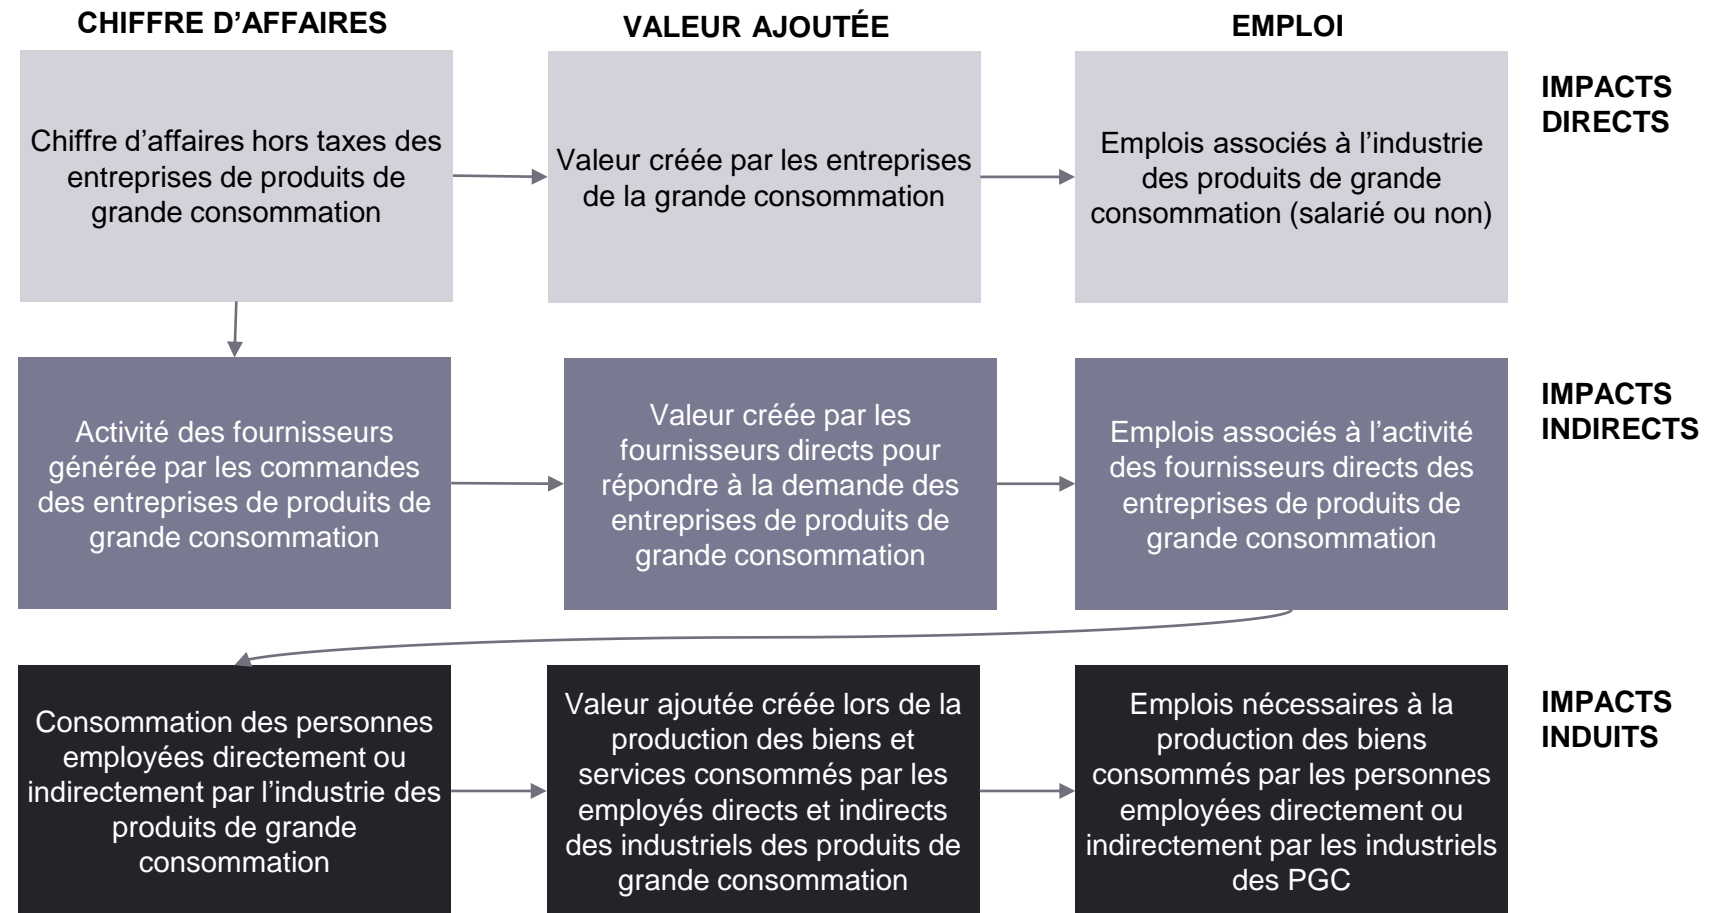 CHIFFRE D’AFFAIRES
VALEUR AJOUTÉE
EMPLOI
IMPACTS
DIRECTS
Chiffre d’affaires hors taxes des
entreprises de produits de
grande consommation
Valeur créée par les entreprises
de la grande consommation
Emplois associés à l’industrie
des produits de grande
consommation (salarié ou non)
IMPACTS
INDIRECTS
Activité des fournisseurs
générée par les commandes
des entreprises de produits de
grande consommation
Valeur créée par les
fournisseurs directs pour
répondre à la demande des
entreprises de produits de
grande consommation
Emplois associés à l’activité
des fournisseurs directs des
entreprises de produits de
grande consommation
IMPACTS
INDUITS
Consommation des personnes
employées directement ou
indirectement par l’industrie des
produits de grande
consommation
Valeur ajoutée créée lors de la
production des biens et
services consommés par les
employés directs et indirects
des industriels des produits de
grande consommation
Emplois nécessaires à la
production des biens
consommés par les personnes
employées directement ou
indirectement par les industriels
des PGC